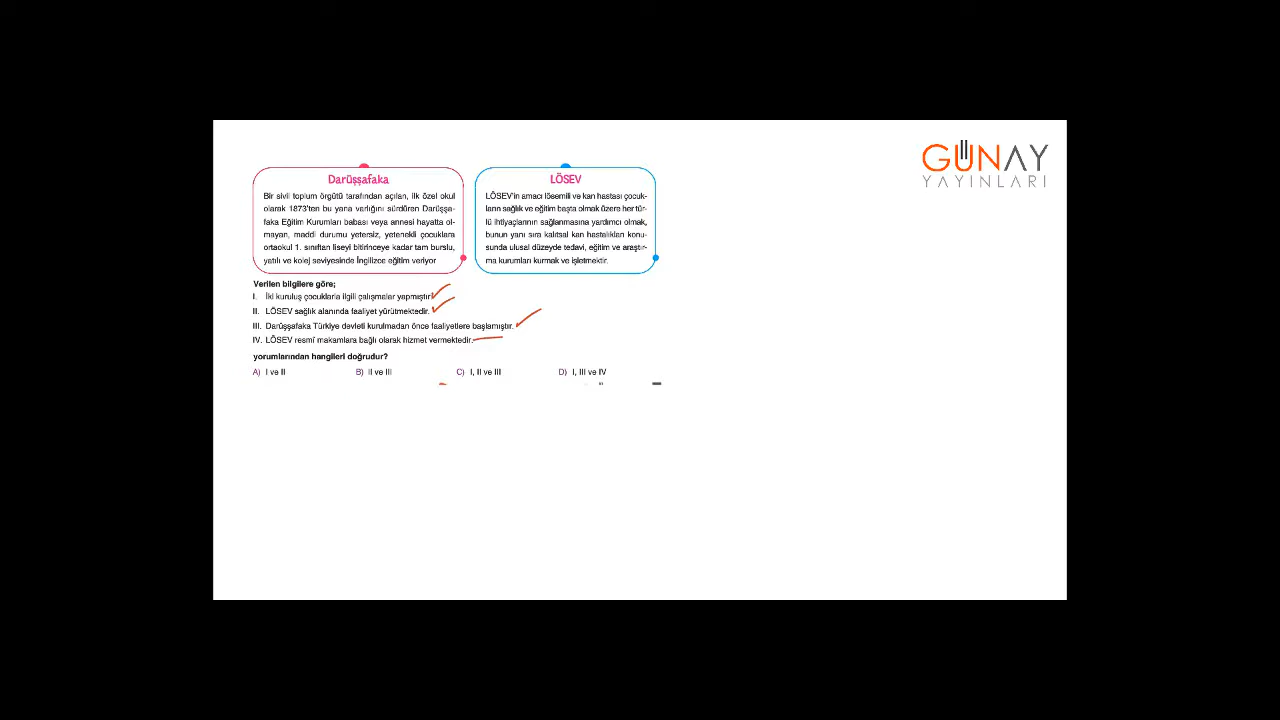 GÜNAY
YAYINLARI
Darüşşafaka
Bir sivil toplum örgütü tarafından açılan, ilk özel okul
olarak 1873'ten bu yana varlığını sürdüren Darüşşa-
faka Eğitim Kurumları babası veya annesi hayatta ol-
mayan, maddi durumu yetersiz, yetenekli çocuklara
ortaokul 1. sınıftan liseyi bitirinceye kadar tam burslu,
yatılı ve kolej seviyesinde İngilizce eğitim veriyor
LÖSEV
LÖSEV'in amacı lösemili ve kan hastası çocuk-
ların sağlık ve eğitim başta olmak üzere her tür-
lü ihtiyaçlarının sağlanmasına yardımcı olmak,
bunun yanı sıra kalıtsal kan hastalıkları konu-
sunda ulusal düzeyde tedavi, eğitim ve araştır-
ma kurumları kurmak ve işletmektir.
Verilen bilgilere göre;
I. İki kuruluş çocuklarla ilgili çalışmalar yapmıştır.
II. LÖSEV sağlık alanında faaliyet yürütmektedir.
III. Darüşşafaka Türkiye devleti kurulmadan önce faaliyetlere başlamıştır.
IV. LÖSEV resmî makamlara bağlı olarak hizmet vermektedir.
yorumlarından hangileri doğrudur?
A) I ve II B) II ve III C) I, II ve III D) I, III ve IV